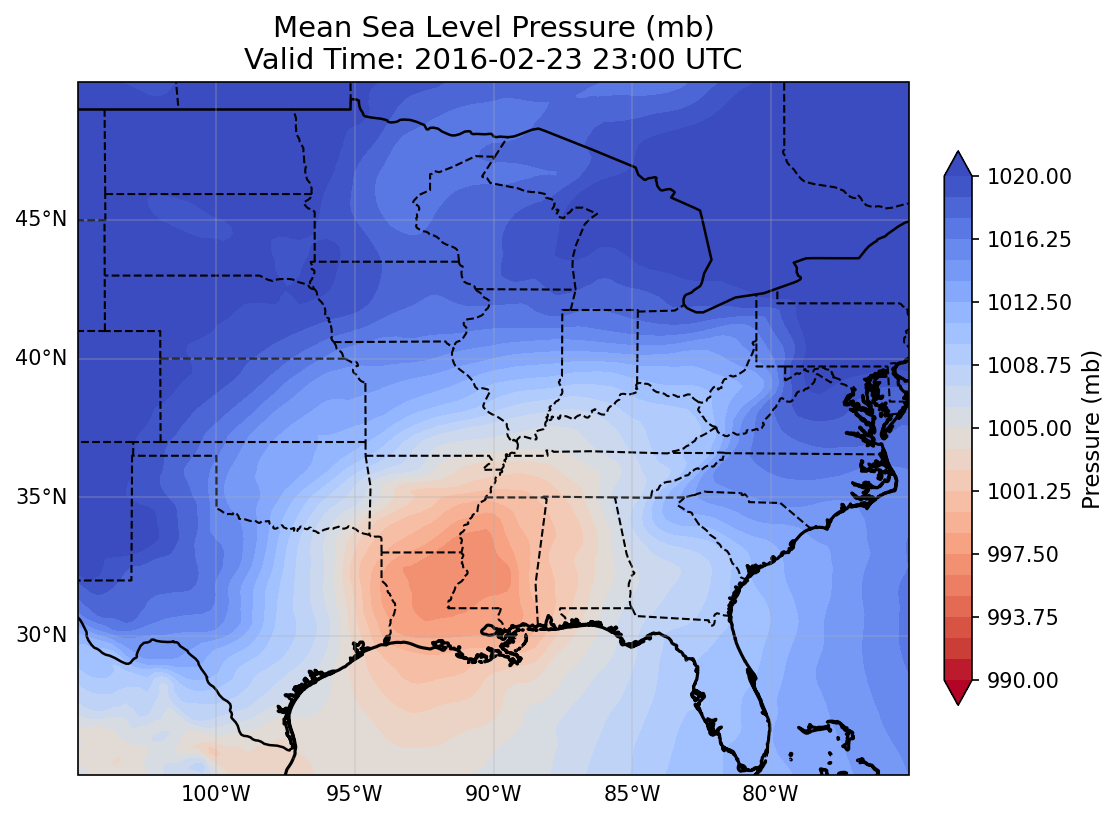 Mean Sea Level Pressure (mb)
Valid Time: 2016-02-23 23:00 UTC
45°N
40°N
35°N
30°N
100°W
95°W
90°W
85°W
80°W
1020.00
1016.25
1012.50
1008.75
1005.00
1001.25
997.50
993.75
990.00
Pressure (mb)